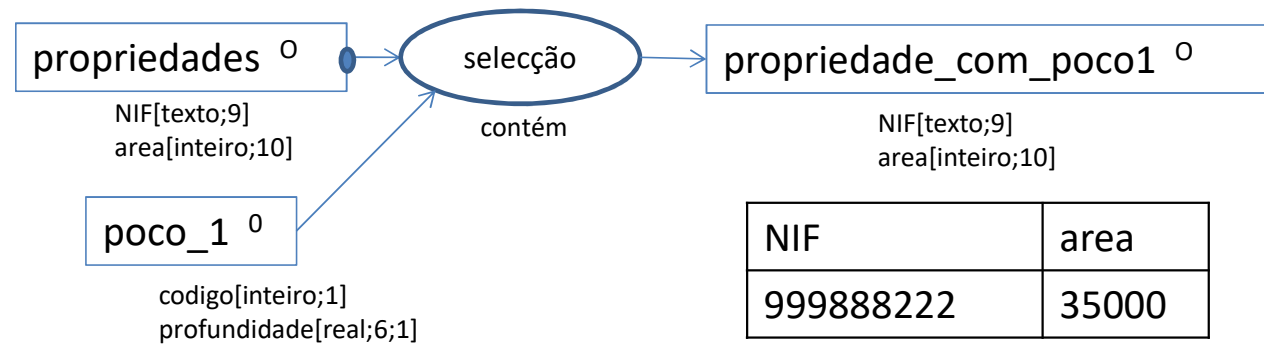 propriedades O
NIF[texto;9]
area[inteiro;10]
selecção
contém
propriedade_com_poco1 O
NIF[texto;9]
area[inteiro;10]
poco_1 0
codigo[inteiro;1]
profundidade[real;6;1]
NIF area
999888222 35000